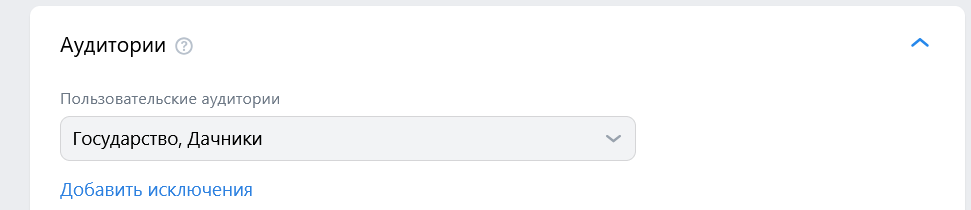 Аудитории ?
Пользовательские аудитории
Государство, Дачники
Добавить исключения